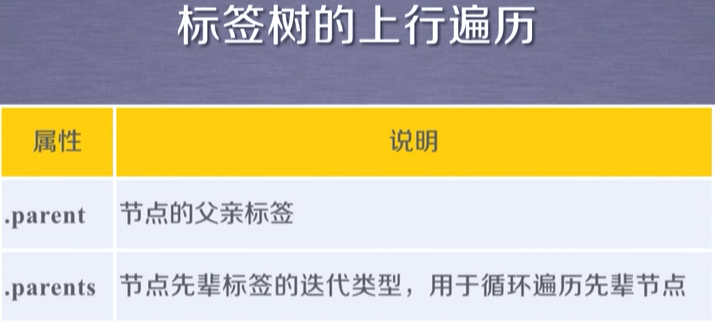 标签树的上行遍历
属性 说明
.parent 节点的父亲标签
.parents 节点先辈标签的迭代类型，用于循环遍历先辈节点